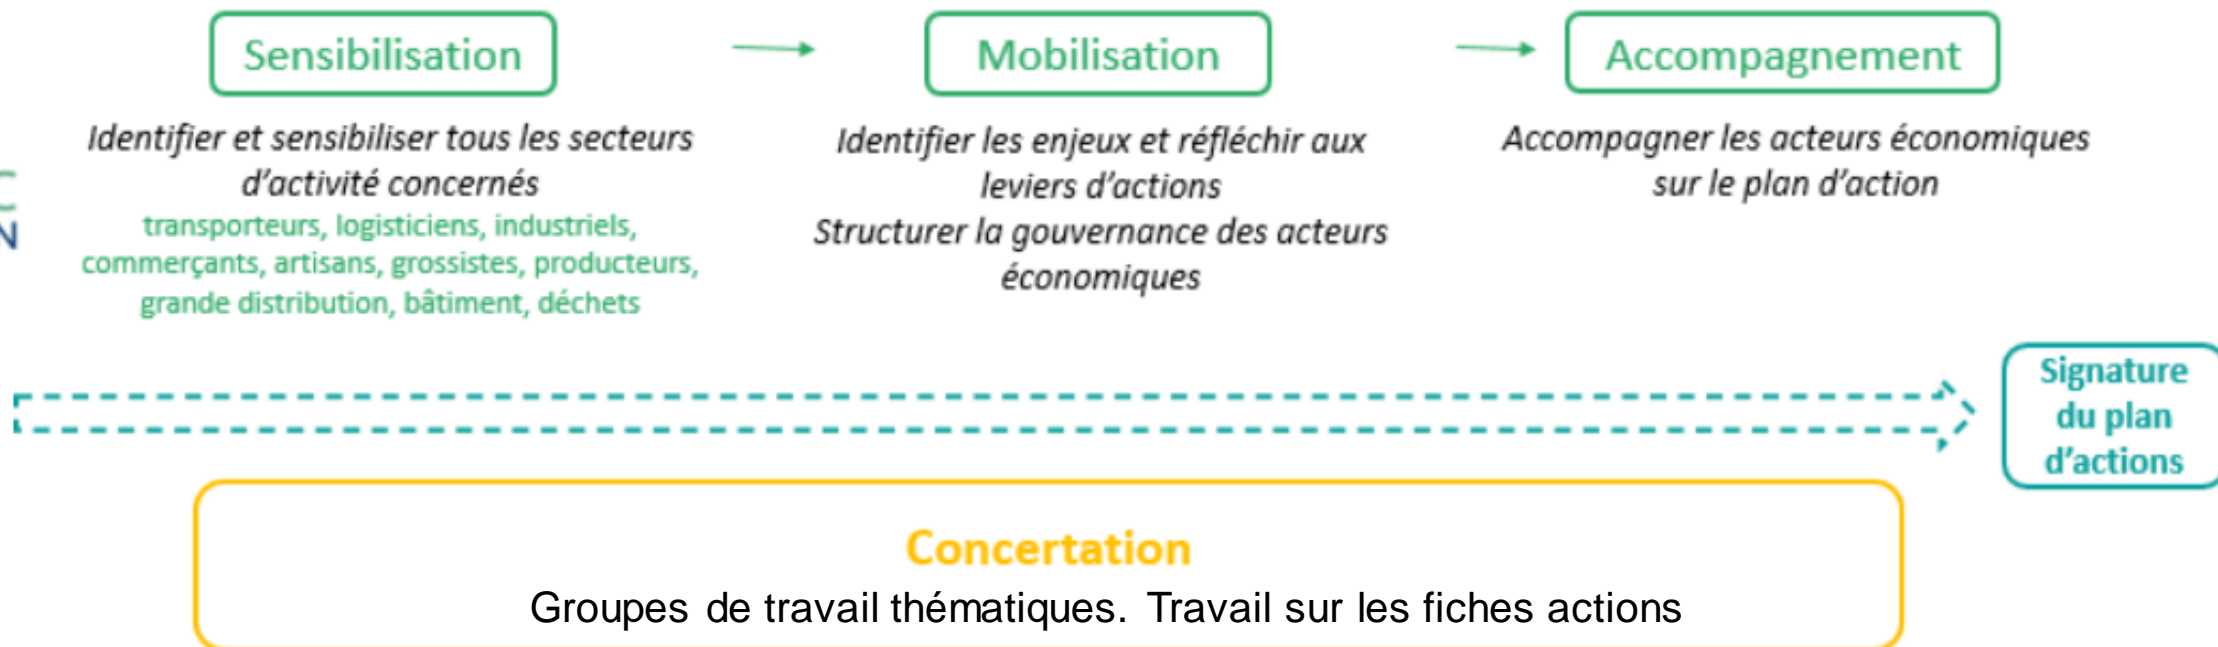 Sensibilisation
Mobilisation
Accompagnement
Identifier et sensibiliser tous les secteurs
d'activité concernés
transporteurs, logisticiens, industriels,
commerçants, artisans, grossistes, producteurs,
grande distribution, bâtiment, déchets
Identifier les enjeux et réfléchir aux
leviers d'actions
Structurer la gouvernance des acteurs
économiques
Accompagner les acteurs économiques
sur le plan d'action
C
N
Signature
du plan
d'actions
Concertation
Groupes de travail thématiques. Travail sur les fiches actions